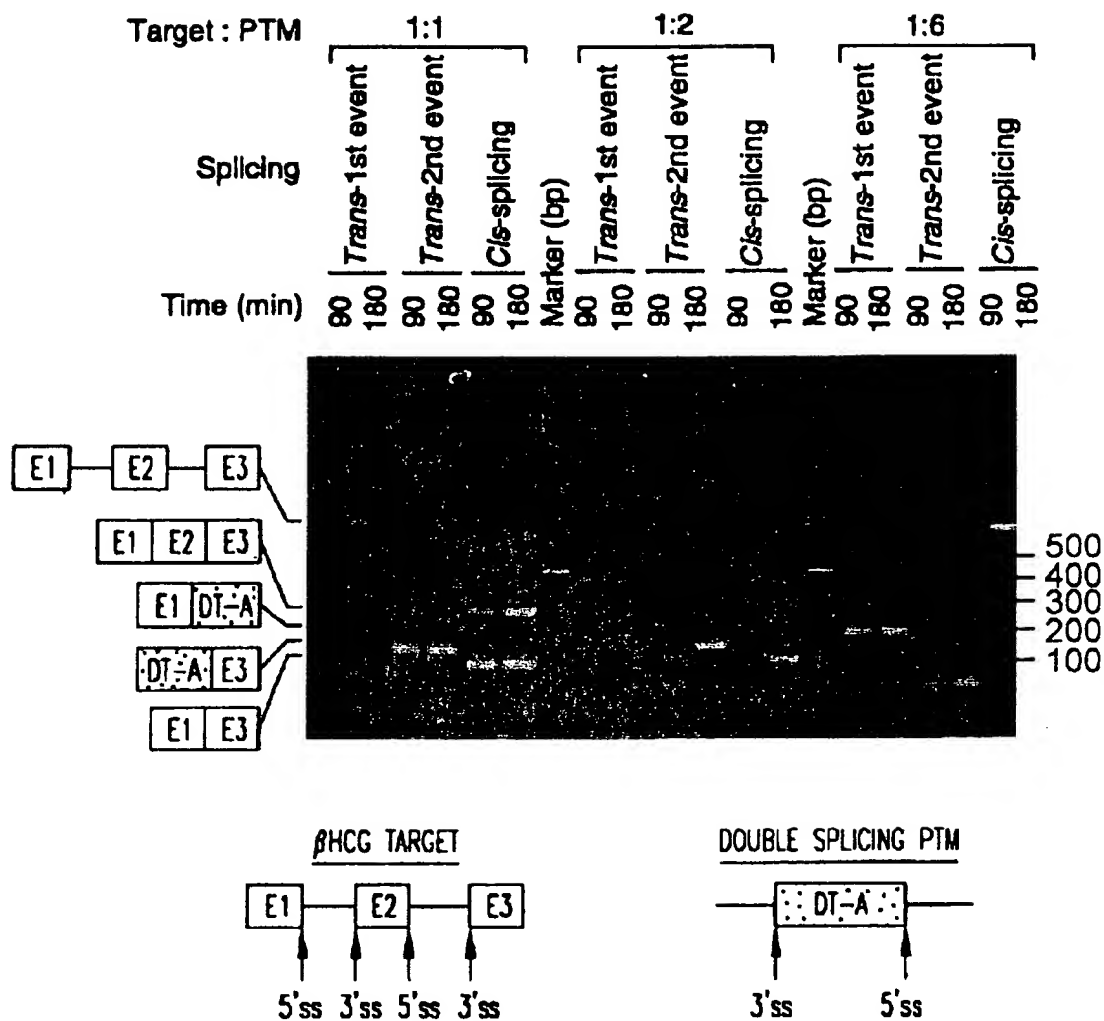 Target : PTM 1:1 1:2 1:6
Splicing Trans-1st event Trans-2nd event Cis-splicing Marker (bp) Trans-1st event Trans-2nd event Cis-splicing Marker (bp) Trans-1st event Trans-2nd event Cis-splicing
Time (min) 90 180 90 180 90 180 90 180 90 180 90 180 90 180 90 180 90 180
E1 E2 E3
500
400
E1 E2 E3
300
E1 DT-A
200
DT-A E3
100
E1 E3
βHCG TARGET
DOUBLE SPLICING PTM
E1 E2 E3
DT-A
5'ss 3'ss 5'ss 3'ss
3'ss 5'ss